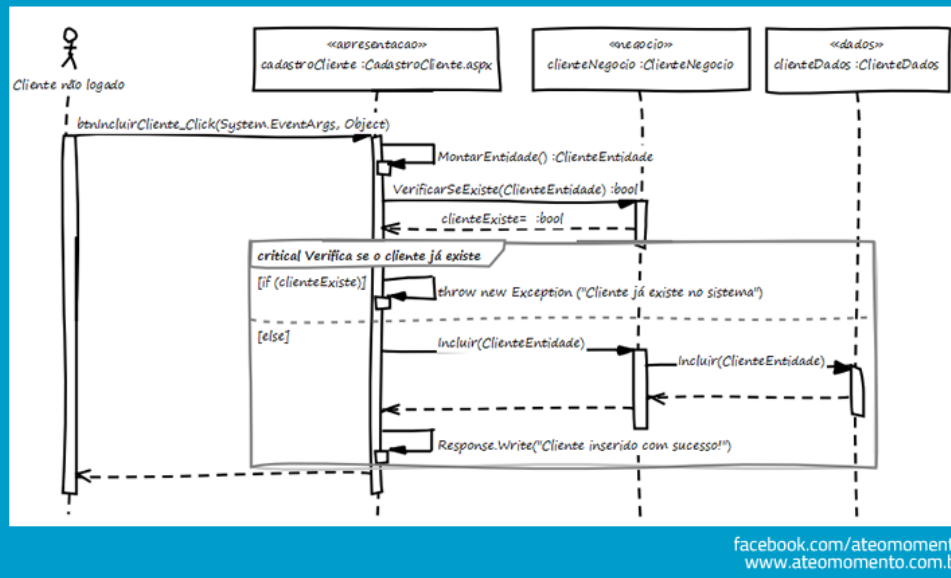 «apresentacao»
cadastroCliente :CadastroCliente.aspx
«negocio»
clienteNegocio :ClienteNegocio
«dados»
clienteDados :ClienteDados
Cliente não logado
btnIncluirCliente_Click(System.EventArgs, Object)
MontarEntidade() :ClienteEntidade
VerificarSeExiste(ClienteEntidade) :bool
clienteExiste= :bool
critical Verifica se o cliente já existe
[if (clienteExiste)]
throw new Exception ("Cliente já existe no sistema")
[else]
Incluir(ClienteEntidade)
Incluir(ClienteEntidade)
Response.Write("Cliente inserido com sucesso!")
facebook.com/ateomoment
www.ateomomento.com.b